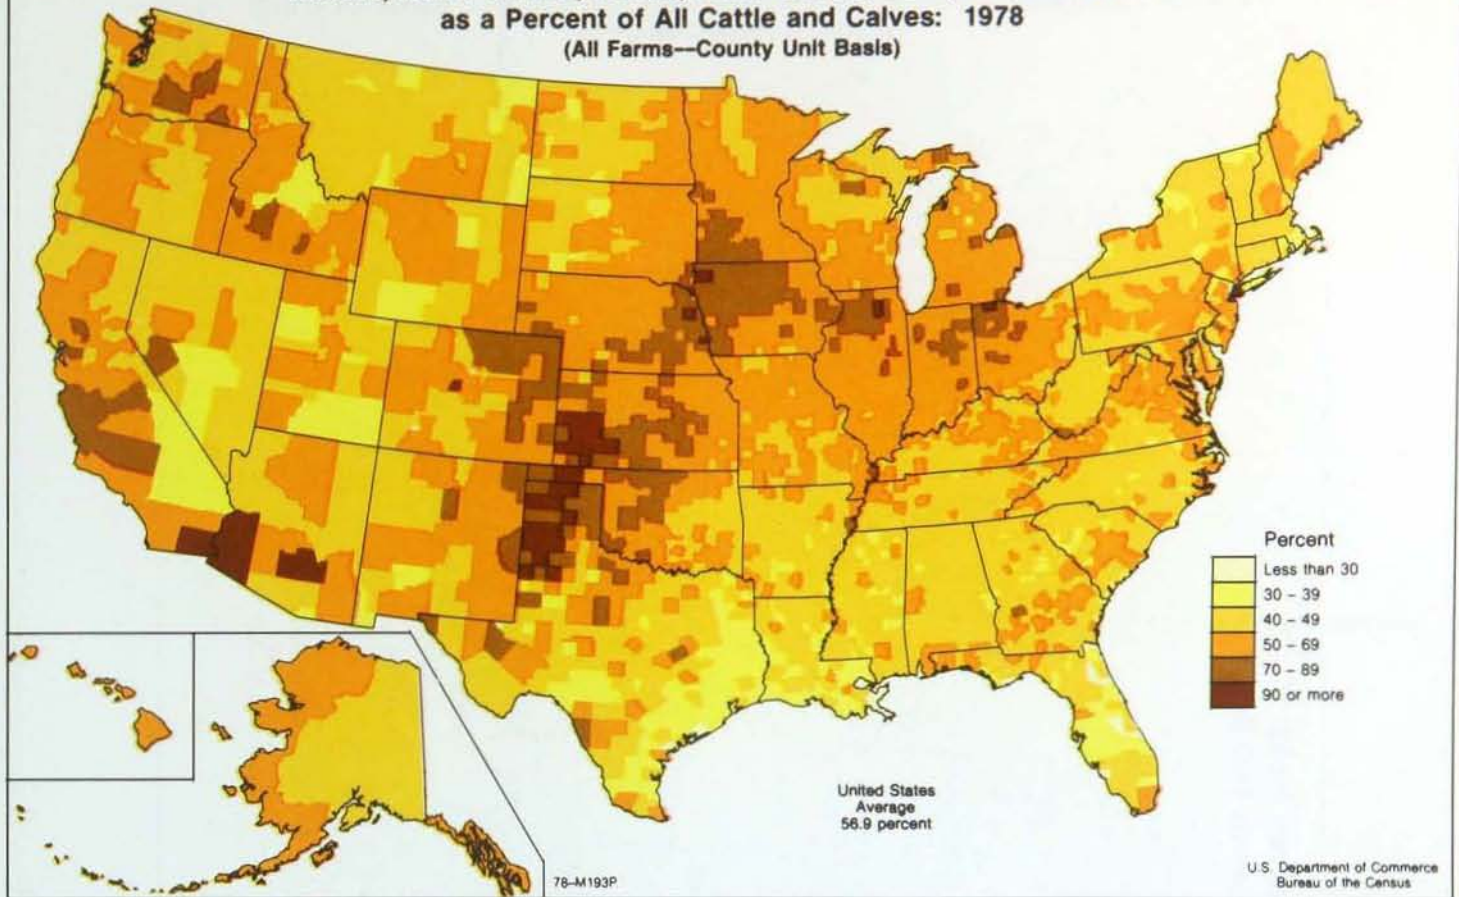 as a Percent of All Cattle and Calves: 1978
(All Farms—County Unit Basis)
Percent
Less than 30
30 – 39
40 – 49
50 – 69
70 – 89
90 or more
United States
Average
56.9 percent
78–M193P
U.S. Department of Commerce
Bureau of the Census